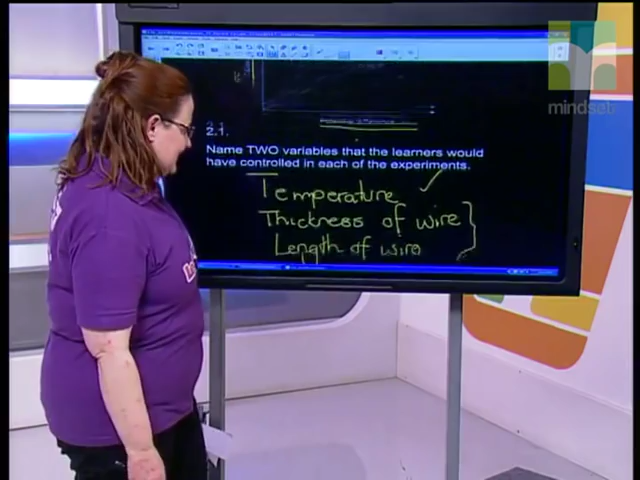 mindset
2.1.
Name TWO variables that the learners would
have controlled in each of the experiments.
Temperature
Thickness of wire
Length of wire